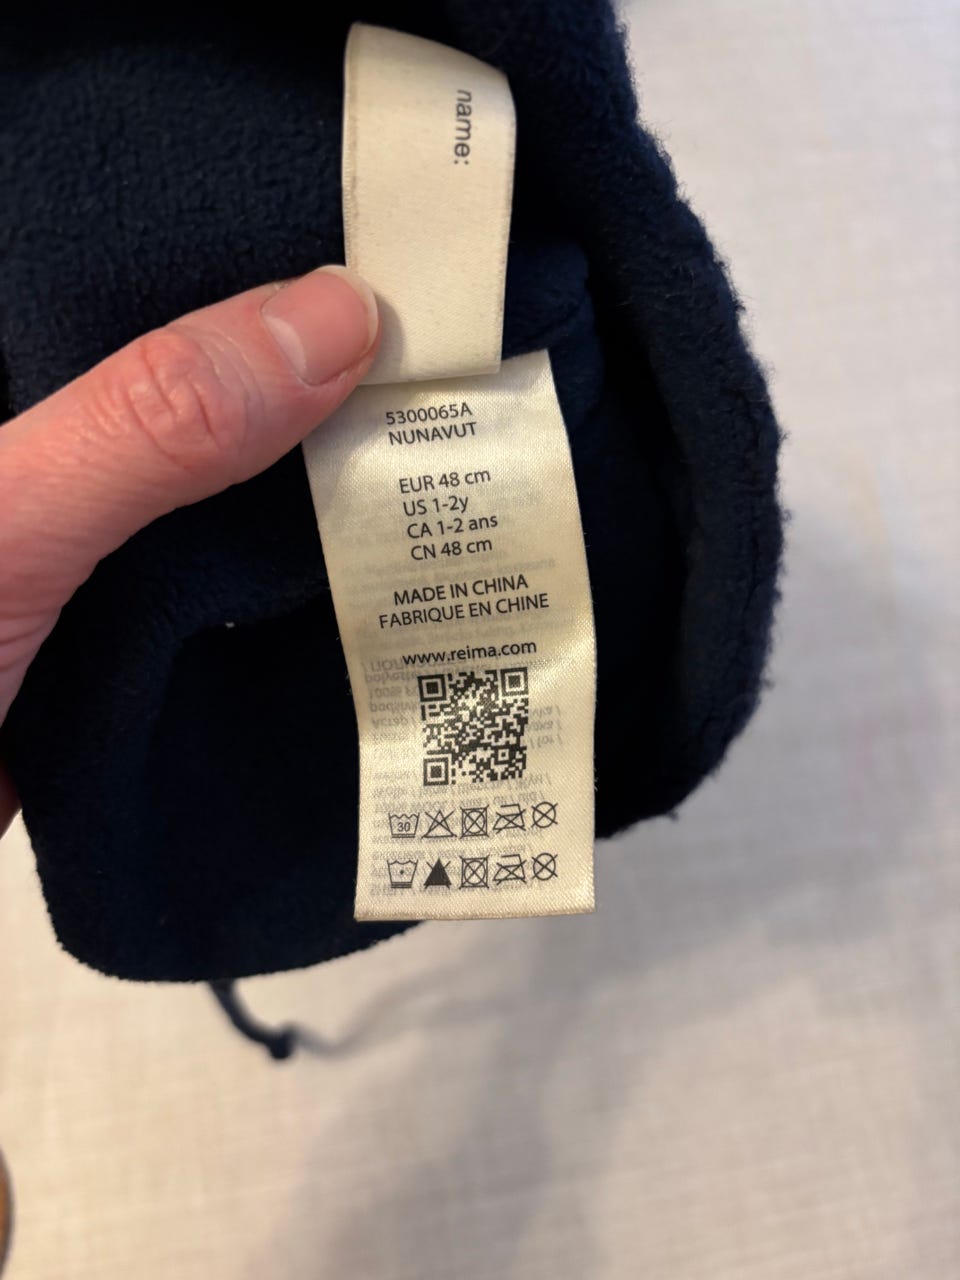 name:
5300065A
NUNAVUT
EUR 48 cm
US 1-2y
CA 1-2 ans
CN 48 cm
MADE IN CHINA
FABRIQUE EN CHINE
www.reima.com
30